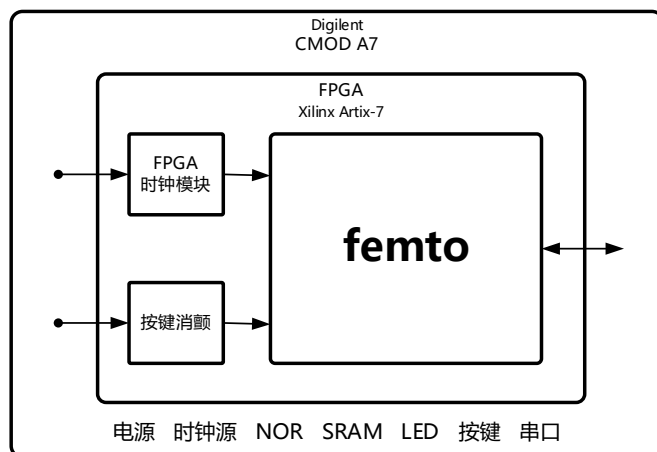 Digilent
CMOD A7
FPGA
Xilinx Artix-7
FPGA
时钟模块
femto
按键消颤
电源 时钟源 NOR SRAM LED 按键 串口